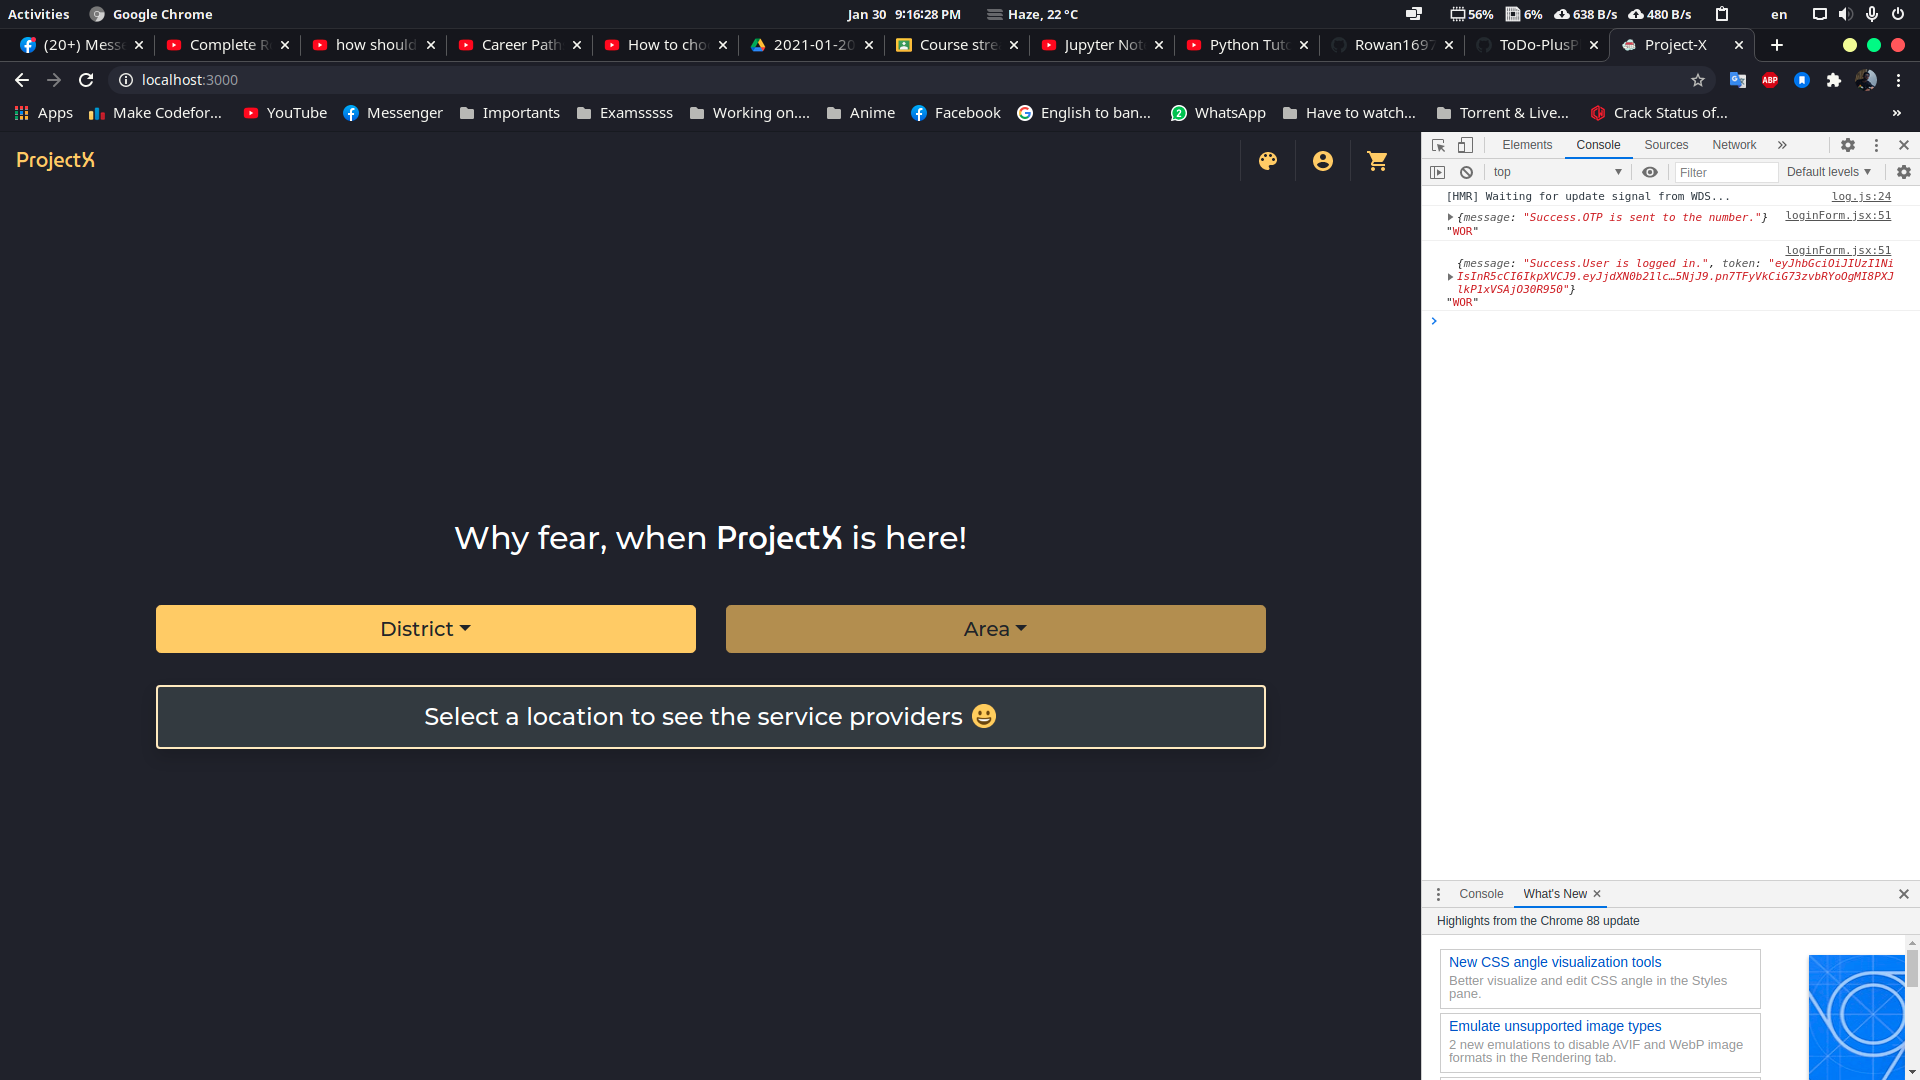 Activities Google Chrome Jan 30 9:16:28 PM Haze, 22 °C 56% 6% 638 B/s 480 B/s en
(20+) Messe Complete R how should Career Path How to cho 2021-01-20 Course stre Jupyter Not Python Tuto Rowan1697 ToDo-PlusP Project-X
localhost:3000
Apps Make Codefor... YouTube Messenger Importants Examsssss Working on.... Anime Facebook English to ban... WhatsApp Have to watch... Torrent & Live... Crack Status of... »
ProjectX
Why fear, when ProjectX is here!
District Area
Select a location to see the service providers 😀
Elements Console Sources Network »
top Filter Default levels
[HMR] Waiting for update signal from WDS... log.js:24
{message: "Success.OTP is sent to the number."} loginForm.jsx:51
"WOR"
loginForm.jsx:51
{message: "Success.User is logged in.", token: "eyJhbGciOiJIUzI1Ni
IsInR5cCI6IkpXVCJ9.eyJjdXN0b21lc…5NjJ9.pn7TFyVkCiG73zvbRYoOgMI8PXJ
lkP1xVSAjO30R950"}
"WOR"
Console What's New
Highlights from the Chrome 88 update
New CSS angle visualization tools
Better visualize and edit CSS angle in the Styles
pane.
Emulate unsupported image types
2 new emulations to disable AVIF and WebP image
formats in the Rendering tab.